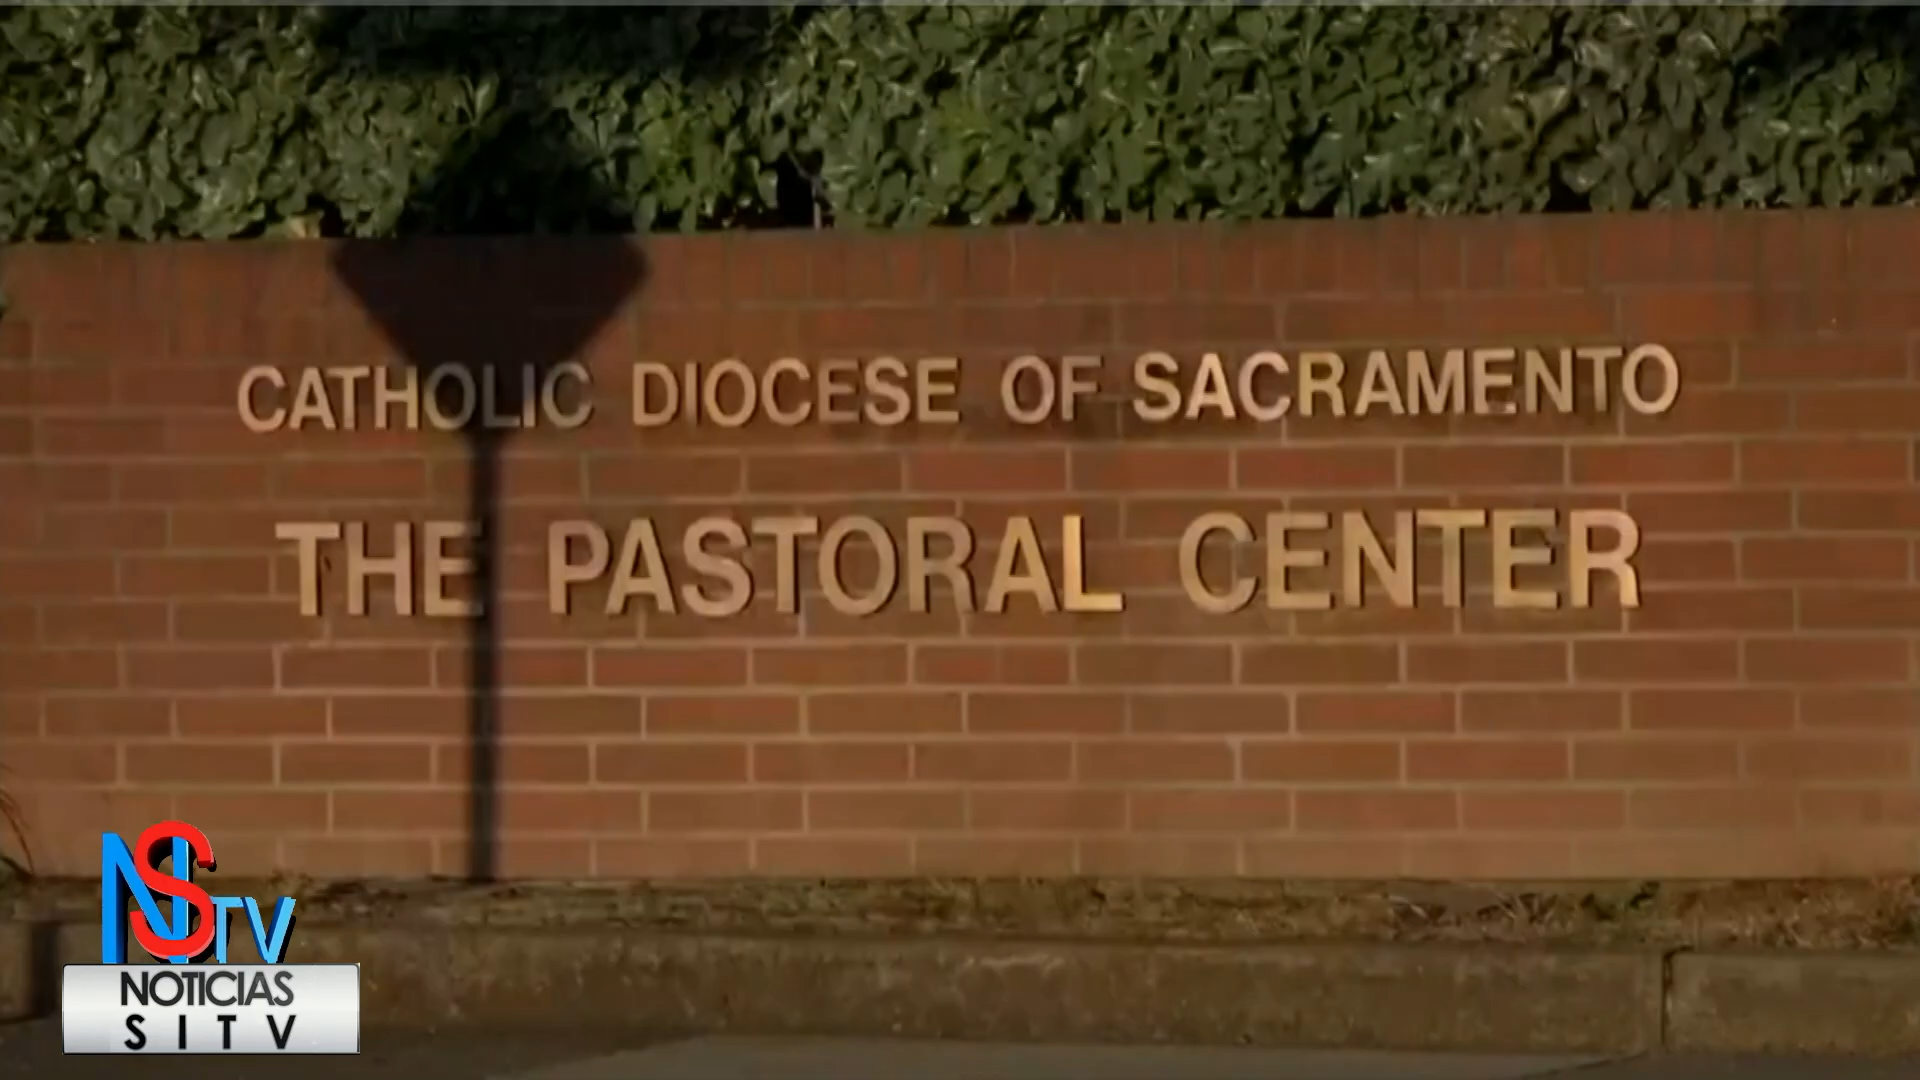 CATHOLIC DIOCESE OF SACRAMENTO
THE PASTORAL CENTER
NSTV
NOTICIAS
SITV